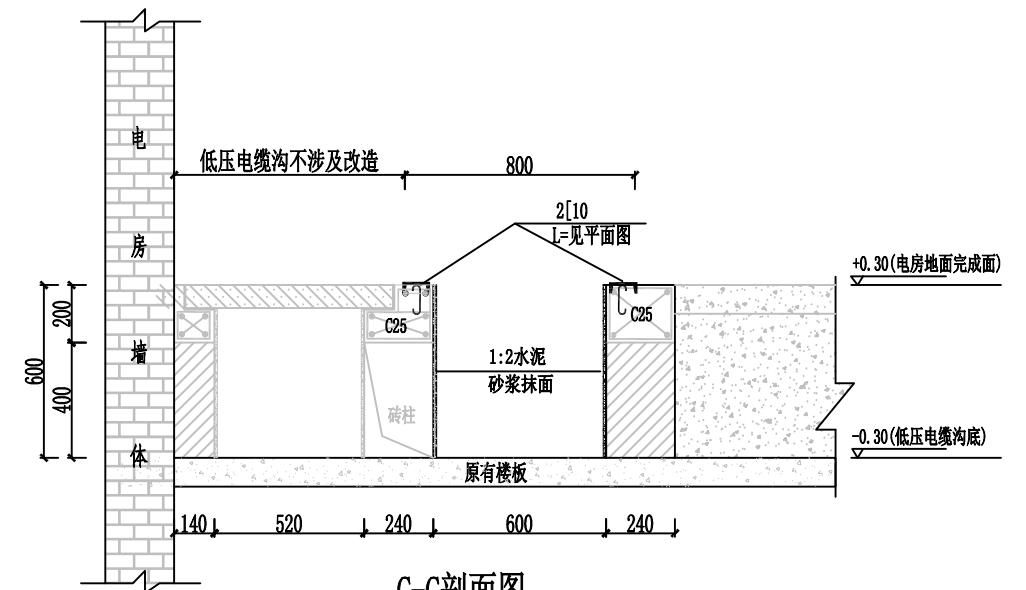 电
房
墙
体
低压电缆沟不涉及改造
800
2[10
L=见平面图
+0.30(电房地面完成面)
200
600
400
C25
C25
1:2水泥
砂浆抹面
砖柱
-0.30(低压电缆沟底)
原有楼板
140
520
240
600
240
C-C剖面图